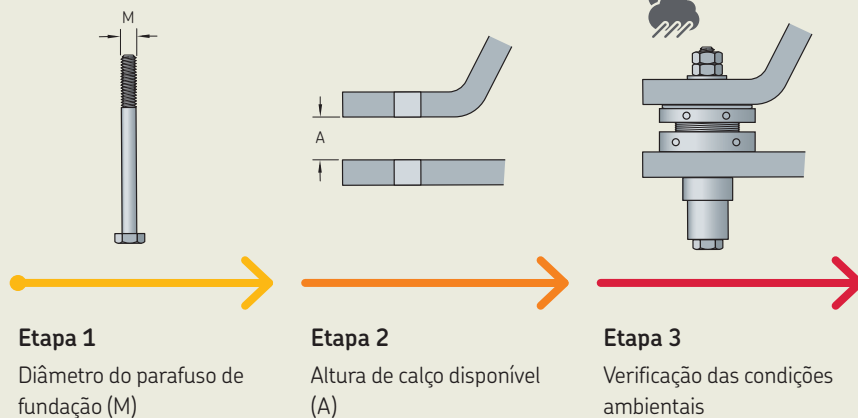 M
A
Etapa 1
Diâmetro do parafuso de
fundação (M)
Etapa 2
Altura de calço disponível
(A)
Etapa 3
Verificação das condições
ambientais